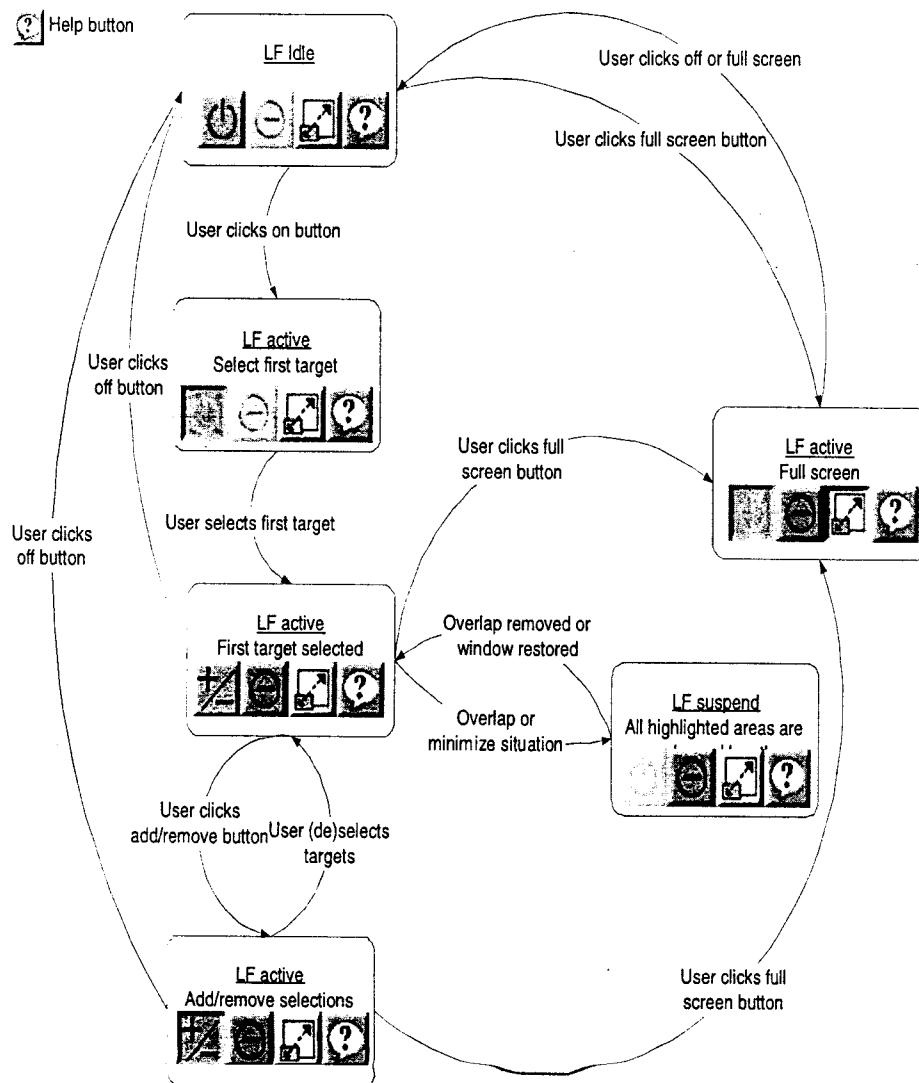 Help button
LF Idle
User clicks off or full screen
User clicks full screen button
User clicks on button
LF active
Select first target
User clicks
off button
User clicks full
screen button
LF active
Full screen
User selects first target
User clicks
off button
LF active
First target selected
Overlap removed or
window restored
LF suspend
All highlighted areas are
Overlap or
minimize situation
User clicks
add/remove button
User (de)selects
targets
LF active
Add/remove selections
User clicks full
screen button